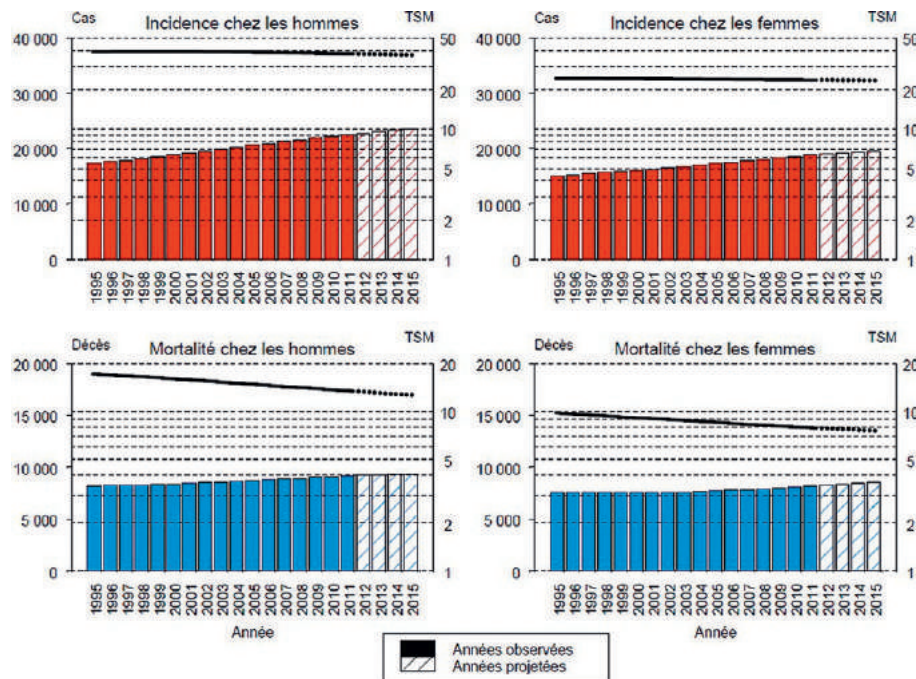 Cas Incidence chez les hommes TSM
40 000 50
30 000 20
20 000 10
10 000 5
2
0 1
1995 1996 1997 1998 1999 2000 2001 2002 2003 2004 2005 2006 2007 2008 2009 2010 2011 2012 2013 2014 2015
Cas Incidence chez les femmes TSM
40 000 50
30 000 20
20 000 10
10 000 5
2
0 1
1995 1996 1997 1998 1999 2000 2001 2002 2003 2004 2005 2006 2007 2008 2009 2010 2011 2012 2013 2014 2015
Décès Mortalité chez les hommes TSM
20 000 20
15 000 10
10 000 5
5 000 2
0 1
1995 1996 1997 1998 1999 2000 2001 2002 2003 2004 2005 2006 2007 2008 2009 2010 2011 2012 2013 2014 2015
Année
Décès Mortalité chez les femmes TSM
20 000 20
15 000 10
10 000 5
5 000 2
0 1
1995 1996 1997 1998 1999 2000 2001 2002 2003 2004 2005 2006 2007 2008 2009 2010 2011 2012 2013 2014 2015
Année
Années observées
Années projetées